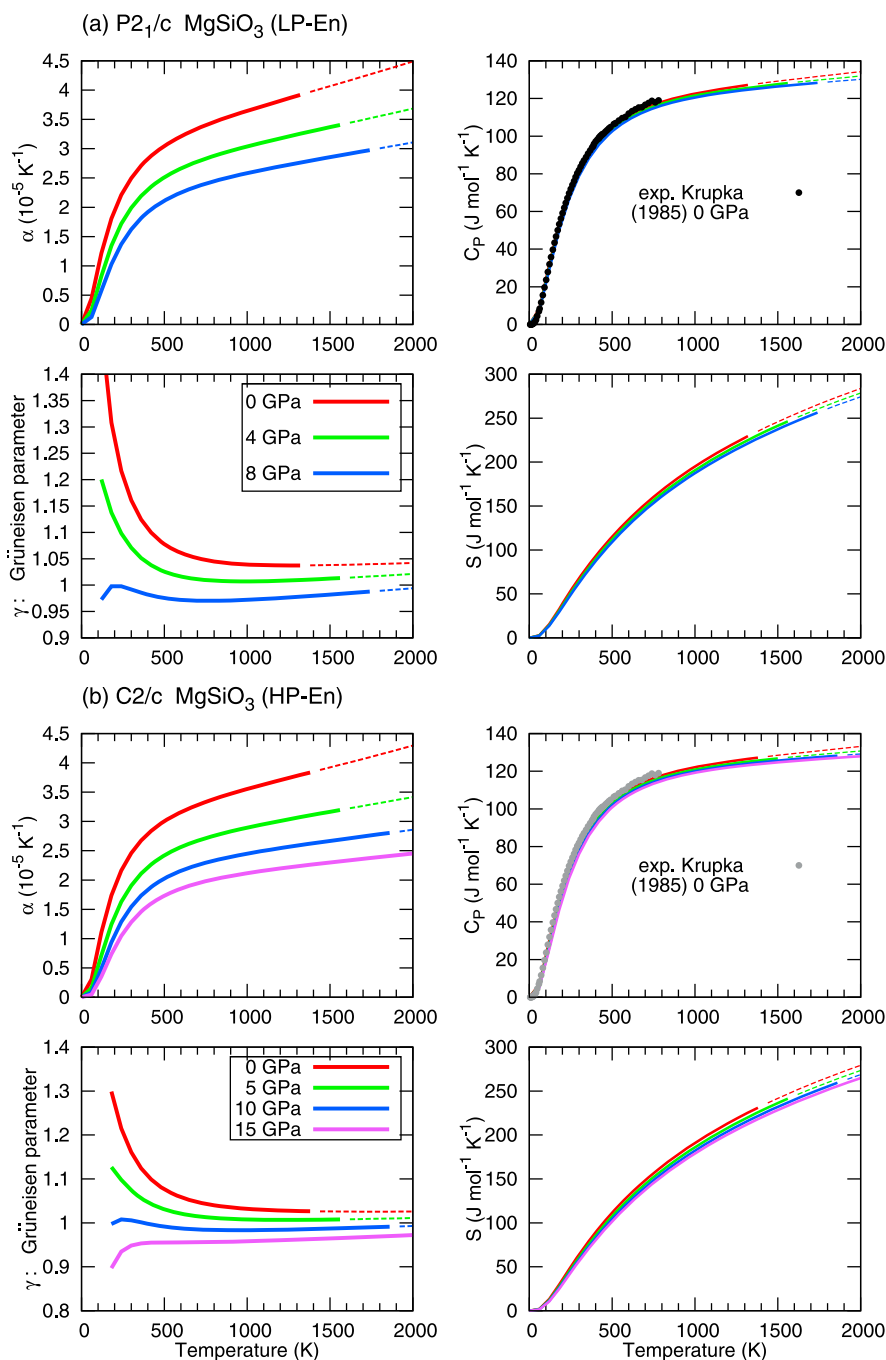 (a) P2₁/c MgSiO₃ (LP-En)
α (10⁻⁵ K⁻¹)
4.5
4
3.5
3
2.5
2
1.5
1
0.5
0
0 500 1000 1500 2000
C_P (J mol⁻¹ K⁻¹)
140
120
100
80
60
40
20
0
exp. Krupka
(1985) 0 GPa
0 500 1000 1500 2000
γ : Grüneisen parameter
1.4
1.35
1.3
1.25
1.2
1.15
1.1
1.05
1
0.95
0.9
0 GPa
4 GPa
8 GPa
0 500 1000 1500 2000
S (J mol⁻¹ K⁻¹)
300
250
200
150
100
50
0
0 500 1000 1500 2000
(b) C2/c MgSiO₃ (HP-En)
α (10⁻⁵ K⁻¹)
4.5
4
3.5
3
2.5
2
1.5
1
0.5
0
0 500 1000 1500 2000
C_P (J mol⁻¹ K⁻¹)
140
120
100
80
60
40
20
0
exp. Krupka
(1985) 0 GPa
0 500 1000 1500 2000
γ : Grüneisen parameter
1.4
1.3
1.2
1.1
1
0.9
0.8
0 GPa
5 GPa
10 GPa
15 GPa
0 500 1000 1500 2000
Temperature (K)
S (J mol⁻¹ K⁻¹)
300
250
200
150
100
50
0
0 500 1000 1500 2000
Temperature (K)